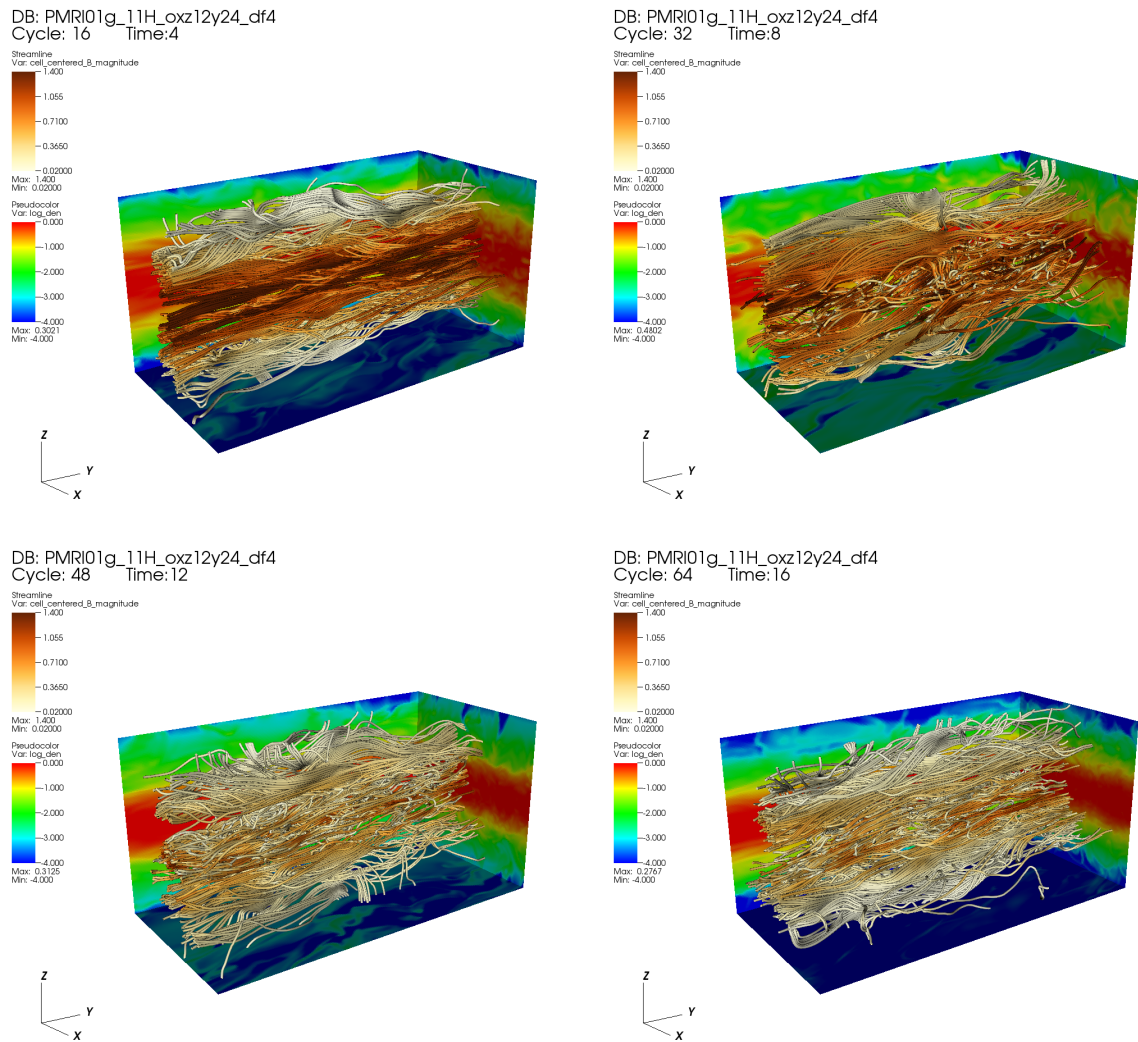 DB: PMRI01g_11H_oxz12y24_df4
Cycle: 16 Time:4
Streamline
Var: cell_centered_B_magnitude
1.400
1.055
0.7100
0.3650
0.02000
Max: 1.400
Min: 0.02000
Pseudocolor
Var: log_den
0.000
-1.000
-2.000
-3.000
-4.000
Max: 0.3021
Min: -4.000
Z
Y
X
DB: PMRI01g_11H_oxz12y24_df4
Cycle: 32 Time:8
Streamline
Var: cell_centered_B_magnitude
1.400
1.055
0.7100
0.3650
0.02000
Max: 1.400
Min: 0.02000
Pseudocolor
Var: log_den
0.000
-1.000
-2.000
-3.000
-4.000
Max: 0.4802
Min: -4.000
Z
Y
X
DB: PMRI01g_11H_oxz12y24_df4
Cycle: 48 Time:12
Streamline
Var: cell_centered_B_magnitude
1.400
1.055
0.7100
0.3650
0.02000
Max: 1.400
Min: 0.02000
Pseudocolor
Var: log_den
0.000
-1.000
-2.000
-3.000
-4.000
Max: 0.3125
Min: -4.000
Z
Y
X
DB: PMRI01g_11H_oxz12y24_df4
Cycle: 64 Time:16
Streamline
Var: cell_centered_B_magnitude
1.400
1.055
0.7100
0.3650
0.02000
Max: 1.400
Min: 0.02000
Pseudocolor
Var: log_den
0.000
-1.000
-2.000
-3.000
-4.000
Max: 0.2767
Min: -4.000
Z
Y
X